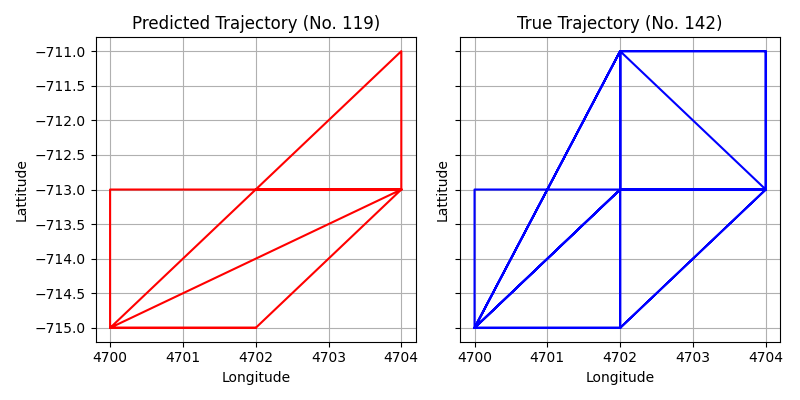 Predicted Trajectory (No. 119)
True Trajectory (No. 142)
Lattitude
−711.0
−711.5
−712.0
−712.5
−713.0
−713.5
−714.0
−714.5
−715.0
4700 4701 4702 4703 4704
Longitude
Lattitude
4700 4701 4702 4703 4704
Longitude